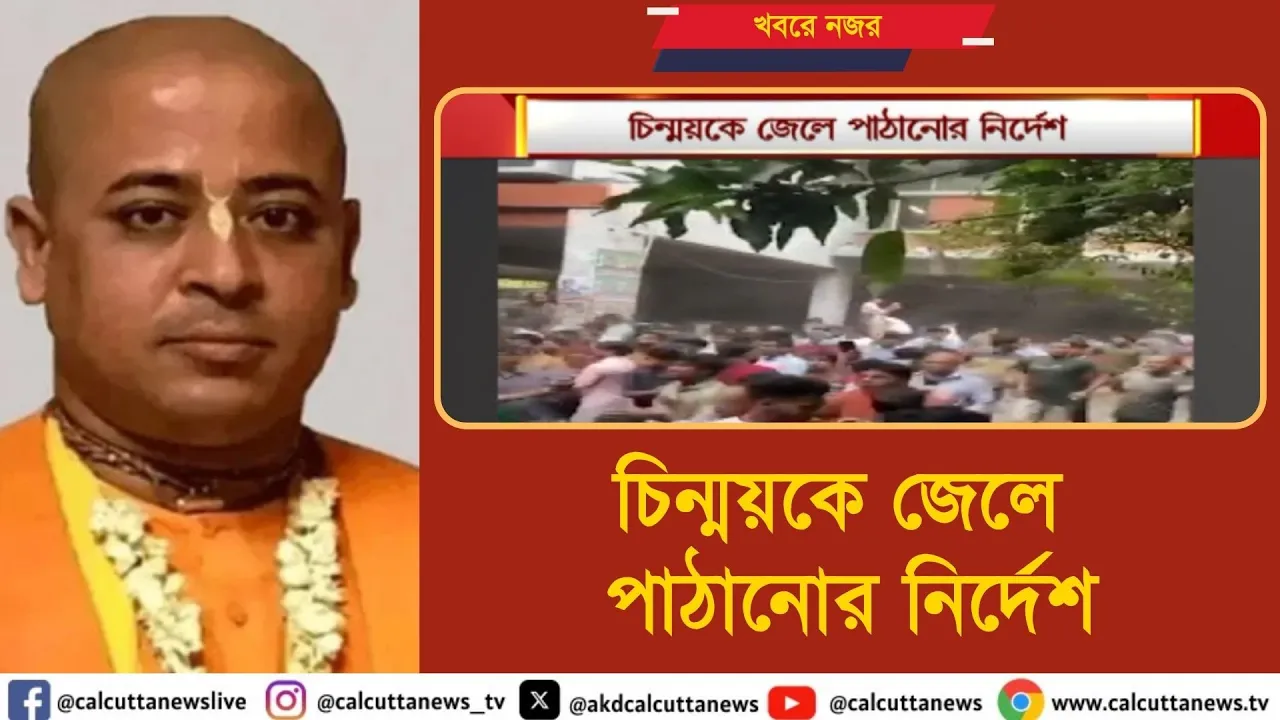 খবরে নজর
চিন্ময়কে জেলে পাঠানোর নির্দেশ
চিন্ময়কে জেলে
পাঠানোর নির্দেশ
@calcuttanewslive @calcuttanews_tv @akdcalcuttanews @calcuttanews www.calcuttanews.tv